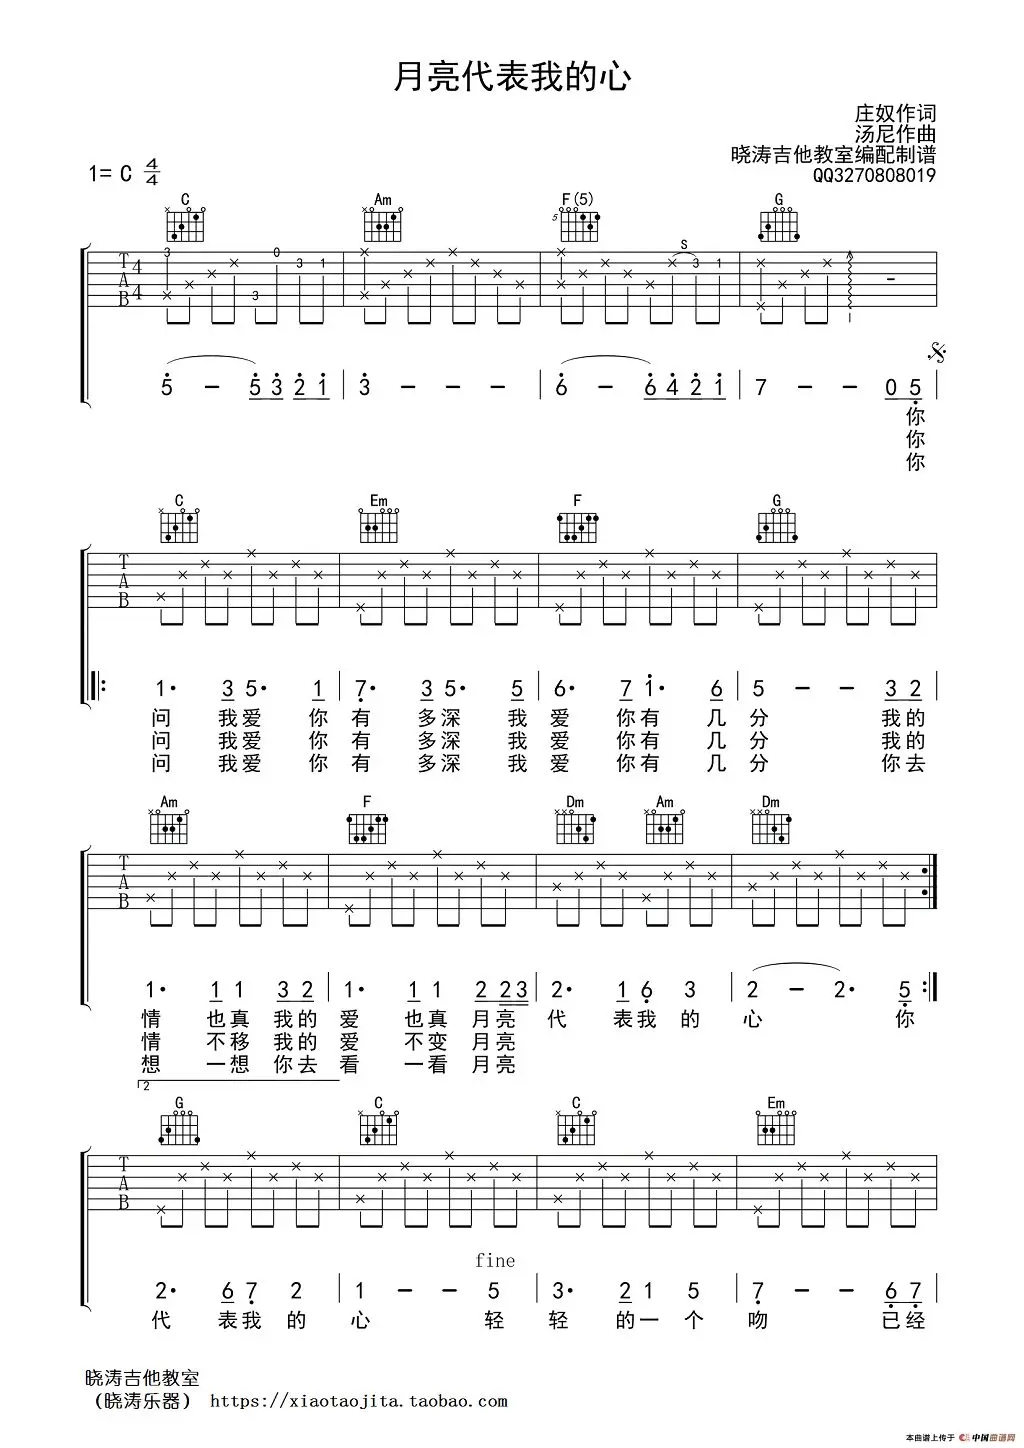 月亮代表我的心
庄奴作词
汤尼作曲
晓涛吉他教室编配制谱
QQ3270808019
1= C 4/4
C Am F(5) G
5 - 5 3 2 1 | 3 - - - | 6 - 6 4 2 1 | 7 - - 0 5 |
你
你
你
C Em F G
1· 3 5· 1 | 7· 3 5· 5 | 6· 7 1· 6 | 5 - - 3 2 |
问 我爱 你 有 多深 我 爱 你有 几 分 我的
问 我爱 你 有 多深 我 爱 你有 几 分 我的
问 我爱 你 有 多深 我 爱 你有 几 分 你去
Am F Dm Am Dm
1· 1 1 3 2 | 1· 1 1 2 2 3 | 2· 1 6 3 | 2 - 2· 5 :|
情 也真 我的 爱 也真 月亮 代 表我 的 心 你
情 不移 我的 爱 不变 月亮
想 一想 你去 看 一看 月亮
2
G C C Em
fine
2· 6 7 2 | 1 - - 5 | 3· 2 1 5 | 7 - - 6 7 |
代 表我 的 心 轻 轻 的一 个 吻 已经
晓涛吉他教室
（晓涛乐器） https://xiaotaojita.taobao.com
本曲谱上传于 中国曲谱网